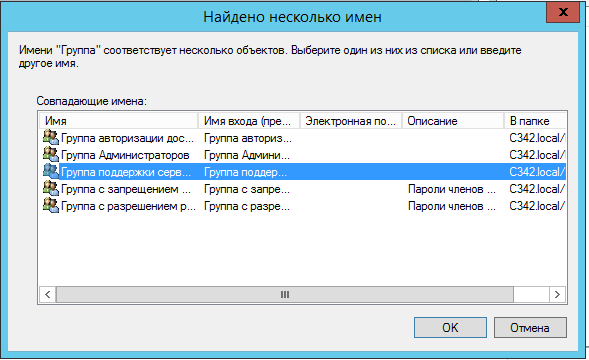 Найдено несколько имен
Имени "Группа" соответствует несколько объектов. Выберите один из них из списка или введите
другое имя.
Совпадающие имена:
Имя Имя входа (пре... Электронная по... Описание В папке
Группа авторизации дос... Группа авториз... C342.local/
Группа Администраторов Группа Админи... C342.local/
Группа поддержки серв... Группа поддер... C342.local/
Группа с запрещением ... Группа с запре... Пароли членов ... C342.local/
Группа с разрешением р... Группа с разре... Пароли членов ... C342.local/
OK Отмена